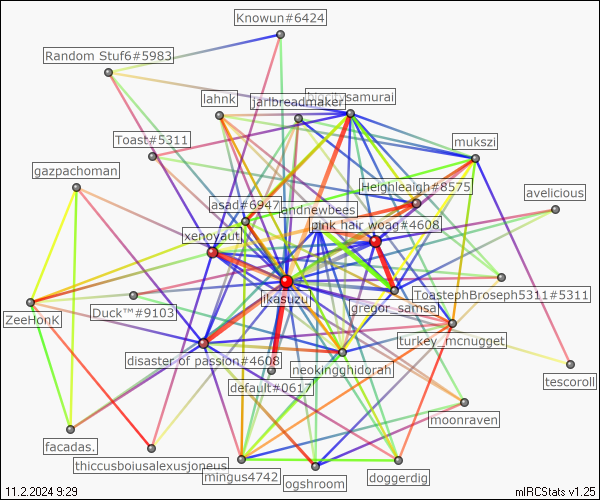 Knowun#6424
Random Stuf6#5983
lahnk
jarlbreadmaker
bigcitysamurai
Toast#5311
mukszi
gazpachoman
Heighleaigh#8575
avelicious
asad#6947
andnewbees
pink hair woag#4608
xenoyaut
ikasuzu
ToastephBroseph5311#5311
gregor_samsa
Duck™#9103
ZeeHonk
turkey_mcnugget
disaster of passion#4608
neokingghidorah
default#0617
tescoroll
moonraven
facadas.
thiccusboiusalexusjoneus
mingus4742
ogshroom
doggerdig
11.2.2024 9:29
mIRCStats v1.25